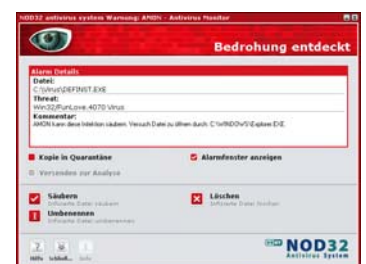 NOD32 antivirus system Warnung: AMON - Antivirus Monitor
Bedrohung entdeckt
Alarm Details
Datei:
C:\Virus\DEFINST.EXE
Threat:
Win32/FunLove.4070 Virus
Kommentar:
AMON kann diese Infektion säubern. Versuch Datei zu öffnen durch: C:\WINDOWS\Explorer.EXE.
Kopie in Quarantäne
Alarmfenster anzeigen
Versenden zur Analyse
Säubern
Infizierte Datei säubern
Löschen
Infizierte Datei löschen
Umbenennen
Infizierte Datei umbenennen
Hilfe Schließ... Info
eset NOD32
Antivirus System